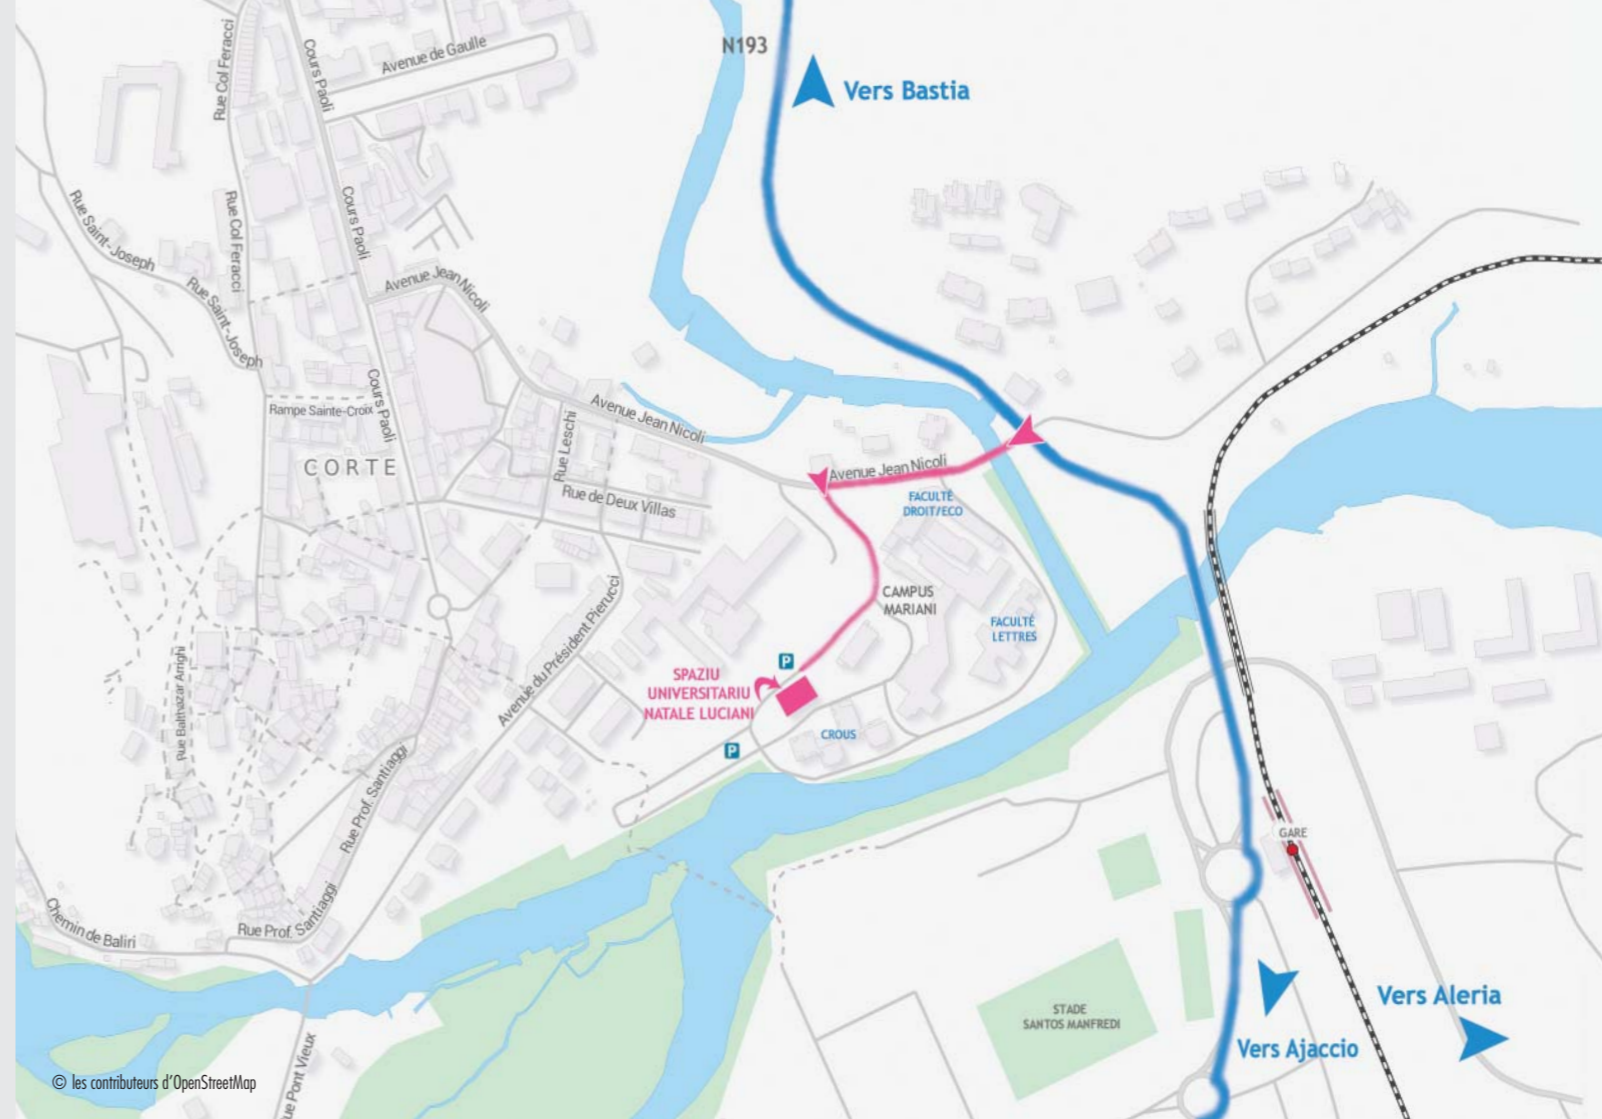 N193
Vers Bastia
Avenue de Gaulle
Rue Col Feracci
Cours Paoli
Rue Saint-Joseph
Rue Col Feracci
Cours Paoli
Avenue Jean Nicoli
Rue Saint-Joseph
Cours Paoli
Rampe Sainte-Croix
Avenue Jean Nicoli
Rue Leschi
CORTE
Avenue Jean Nicoli
Rue de Deux Villas
FACULTÉ
DROIT/ECO
CAMPUS
MARIANI
FACULTÉ
LETTRES
Avenue du Président Pierucci
Rue Balthazar Arrighi
P
SPAZIU
UNIVERSITARIU
NATALE LUCIANI
CROUS
P
Rue Prof. Santiaggi
GARE
Chemin de Baliri
Rue Prof. Santiaggi
STADE
SANTOS MANFREDI
Vers Aleria
Vers Ajaccio
ue Pont Vieux
© les contributeurs d'OpenStreetMap